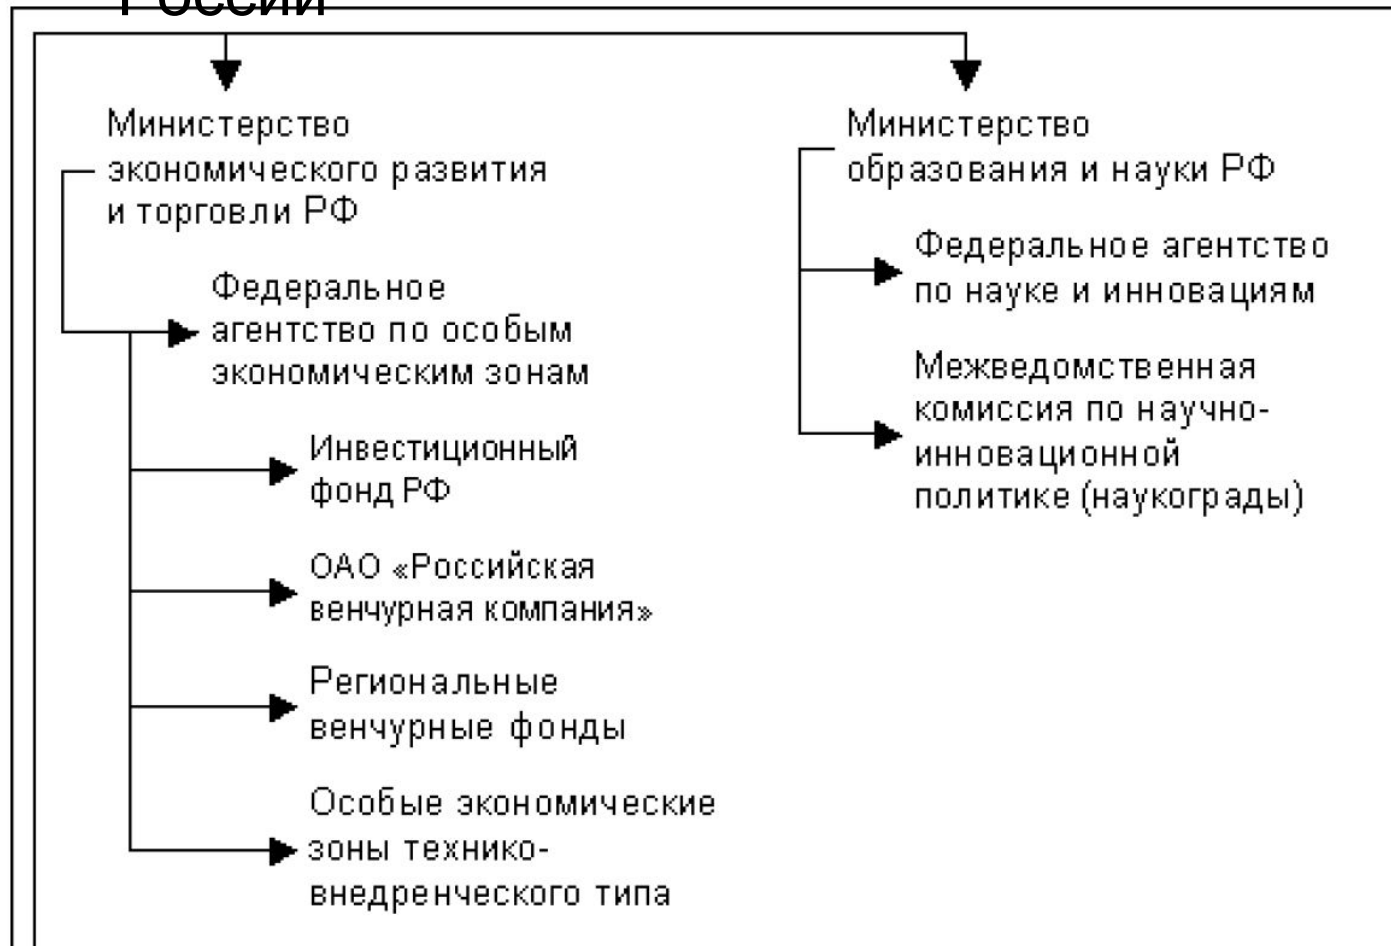 России
Министерство
экономического развития
и торговли РФ
Федеральное
агентство по особым
экономическим зонам
Инвестиционный
фонд РФ
ОАО «Российская
венчурная компания»
Региональные
венчурные фонды
Особые экономические
зоны технико-
внедренческого типа
Министерство
образования и науки РФ
Федеральное агентство
по науке и инновациям
Межведомственная
комиссия по научно-
инновационной
политике (наукограды)